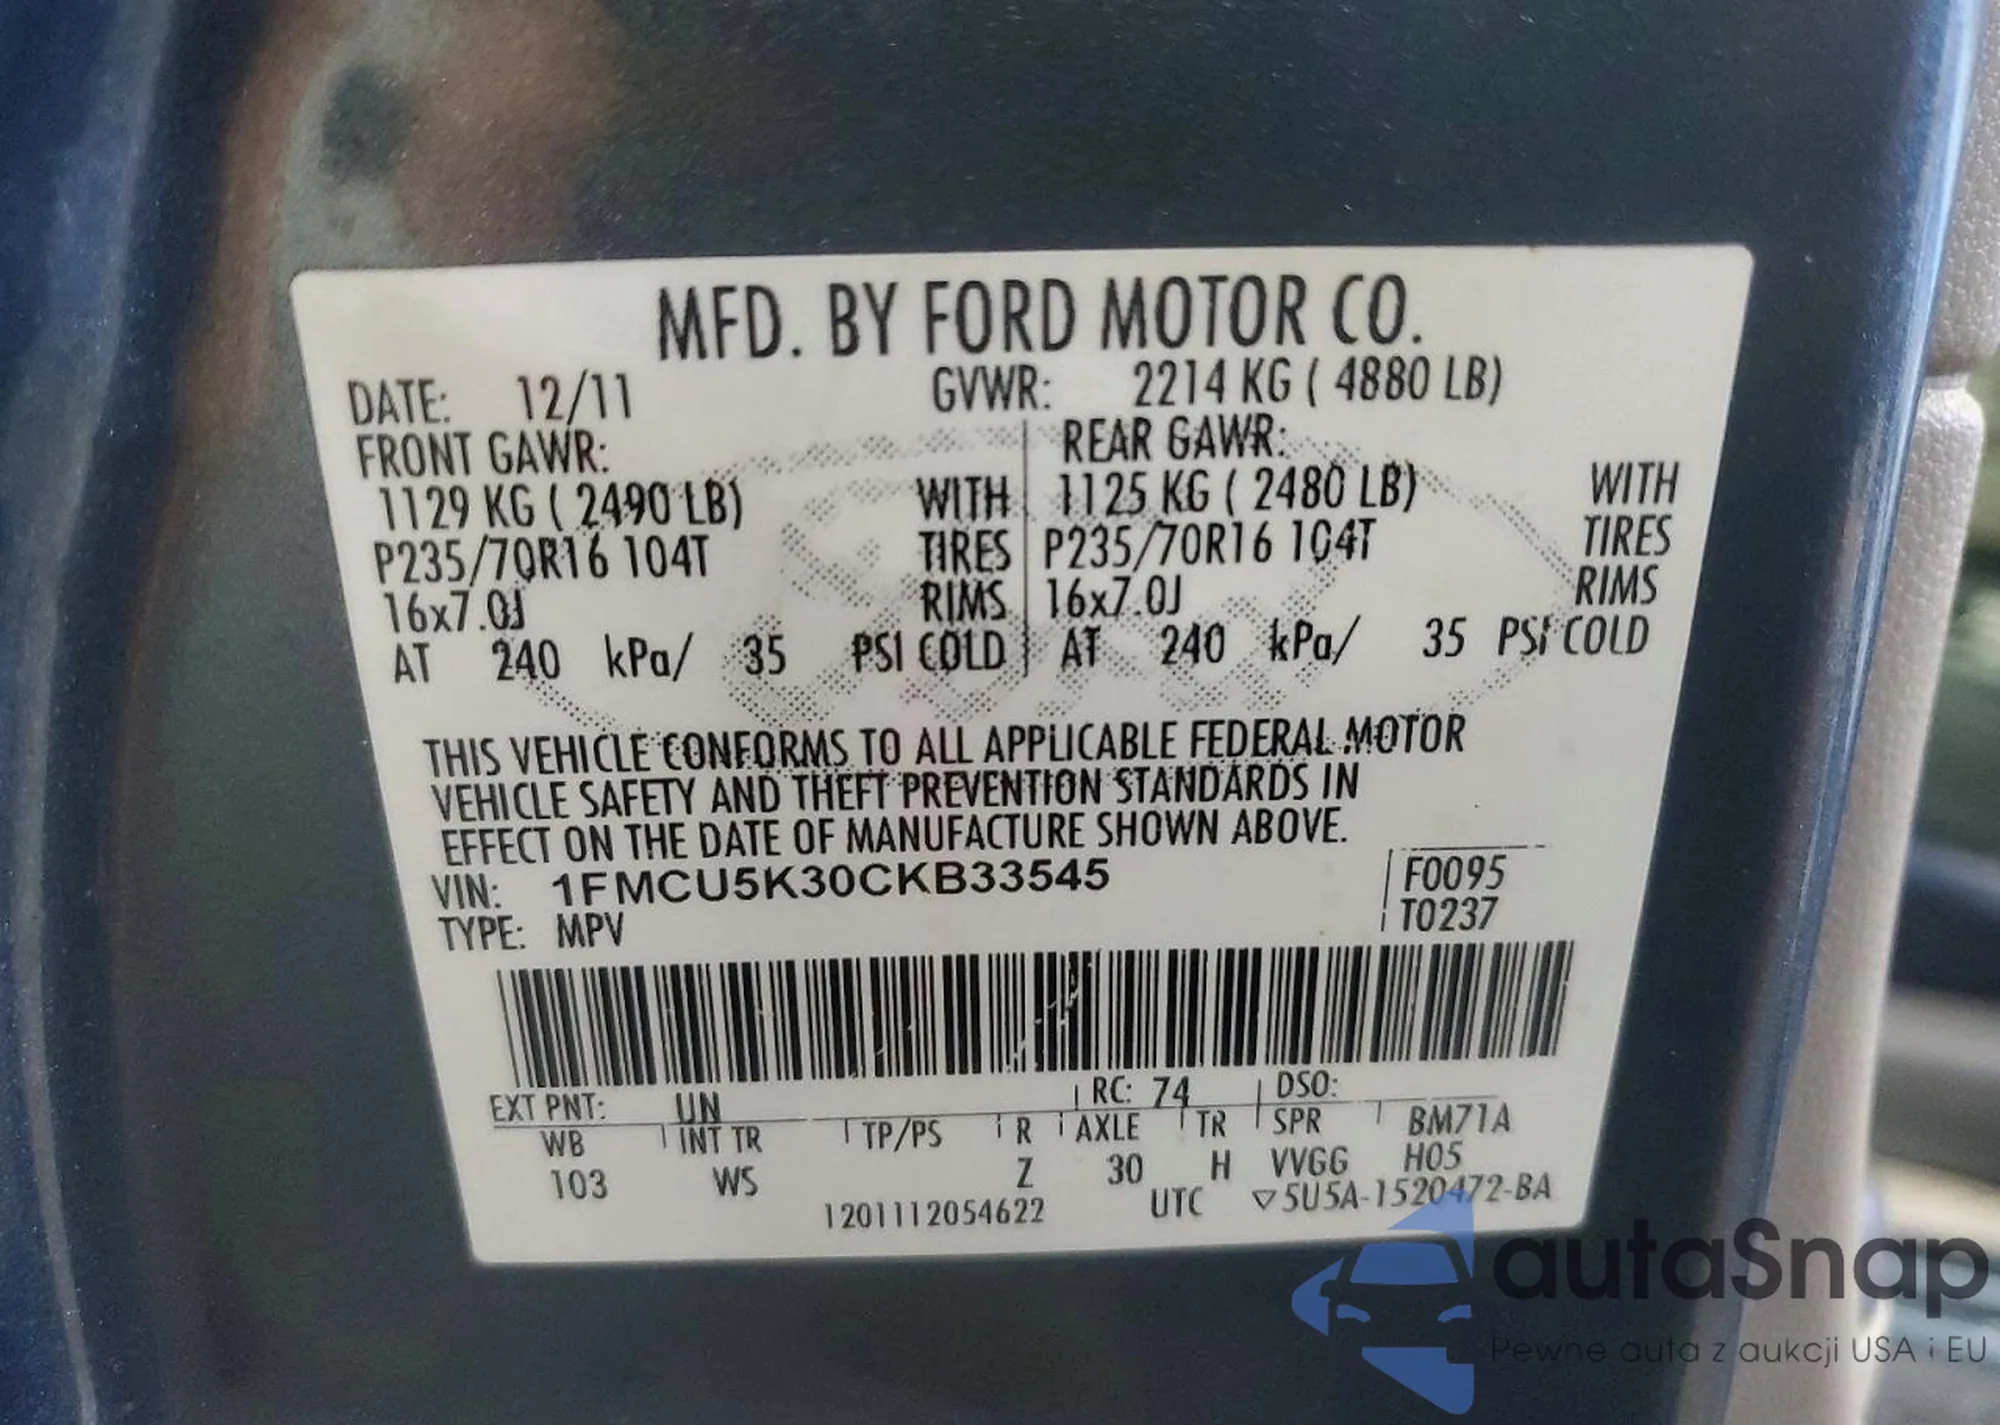 MFD. BY FORD MOTOR CO.
DATE: 12/11 GVWR: 2214 KG ( 4880 LB)
FRONT GAWR: REAR GAWR:
1129 KG ( 2490 LB) WITH 1125 KG ( 2480 LB) WITH
P235/70R16 104T TIRES P235/70R16 104T TIRES
16x7.0J RIMS 16x7.0J RIMS
AT 240 kPa/ 35 PSI COLD AT 240 kPa/ 35 PSI COLD
THIS VEHICLE CONFORMS TO ALL APPLICABLE FEDERAL MOTOR
VEHICLE SAFETY AND THEFT PREVENTION STANDARDS IN
EFFECT ON THE DATE OF MANUFACTURE SHOWN ABOVE.
VIN: 1FMCU5K30CKB33545 F0095
TYPE: MPV T0237
EXT PNT: UN RC: 74 DSO:
WB INT TR TP/PS R AXLE TR SPR BM71A
103 WS Z 30 H VVGG H05
1201112054622 UTC ▽5U5A-1520472-BA
autaSnap
Pewne auta z aukcji USA i EU